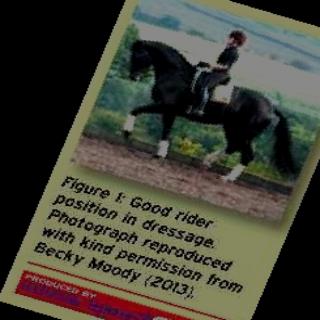 Figure 1: Good rider
position in dressage.
Photograph reproduced
with kind permission from
Becky Moody (2013).
PRODUCED BY